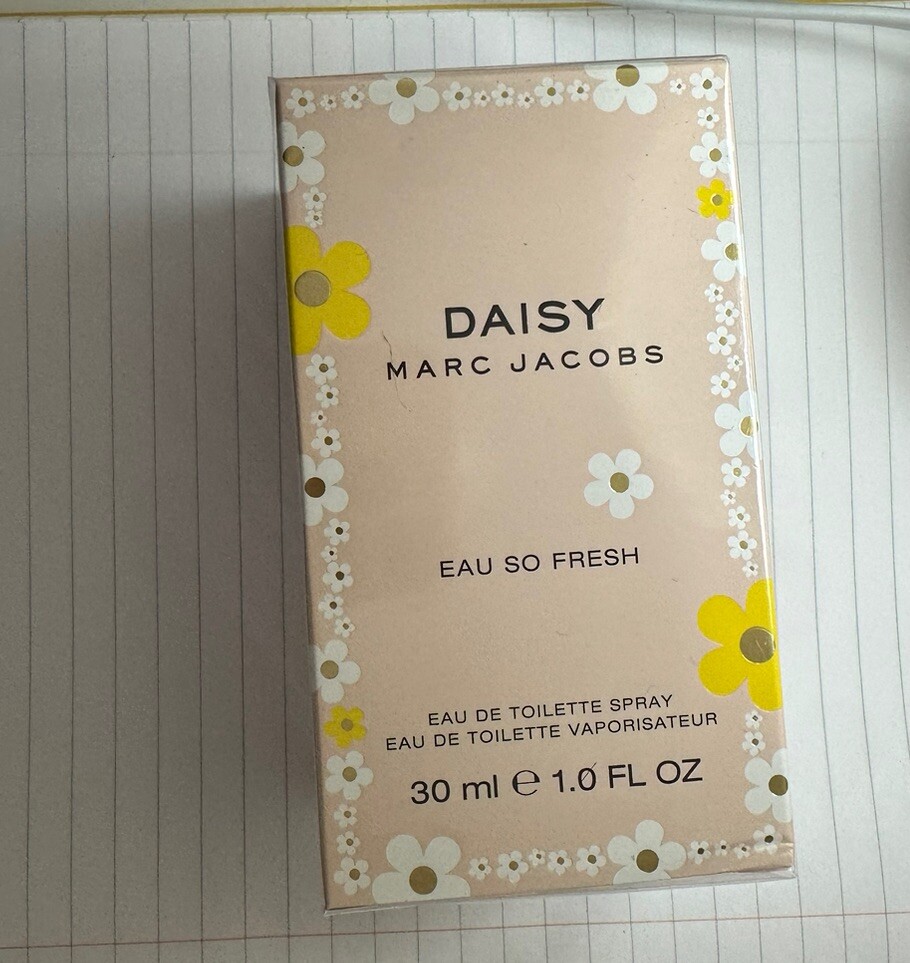 DAISY
MARC JACOBS
EAU SO FRESH
EAU DE TOILETTE SPRAY
EAU DE TOILETTE VAPORISATEUR
30 ml ℮ 1.0 FL OZ